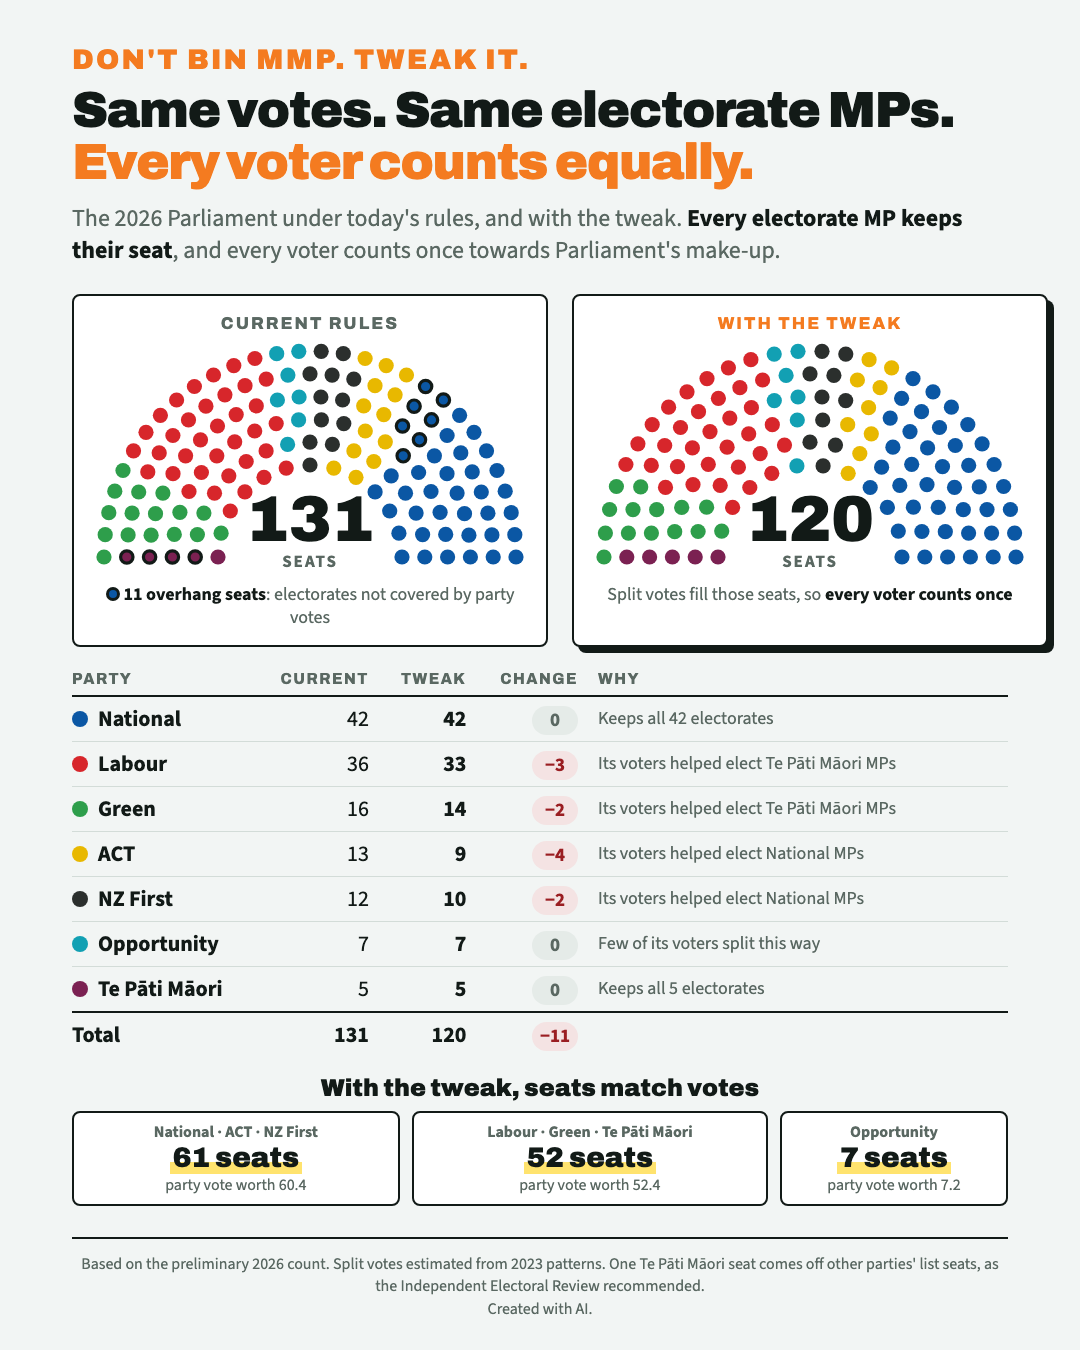 DON'T BIN MMP. TWEAK IT.
Same votes. Same electorate MPs.
Every voter counts equally.
The 2026 Parliament under today's rules, and with the tweak. Every electorate MP keeps
their seat, and every voter counts once towards Parliament's make-up.
CURRENT RULES
131
SEATS
11 overhang seats: electorates not covered by party
votes
WITH THE TWEAK
120
SEATS
Split votes fill those seats, so every voter counts once
PARTY CURRENT TWEAK CHANGE WHY
National 42 42 0 Keeps all 42 electorates
Labour 36 33 −3 Its voters helped elect Te Pāti Māori MPs
Green 16 14 −2 Its voters helped elect Te Pāti Māori MPs
ACT 13 9 −4 Its voters helped elect National MPs
NZ First 12 10 −2 Its voters helped elect National MPs
Opportunity 7 7 0 Few of its voters split this way
Te Pāti Māori 5 5 0 Keeps all 5 electorates
Total 131 120 −11
With the tweak, seats match votes
National · ACT · NZ First
61 seats
party vote worth 60.4
Labour · Green · Te Pāti Māori
52 seats
party vote worth 52.4
Opportunity
7 seats
party vote worth 7.2
Based on the preliminary 2026 count. Split votes estimated from 2023 patterns. One Te Pāti Māori seat comes off other parties' list seats, as
the Independent Electoral Review recommended.
Created with AI.